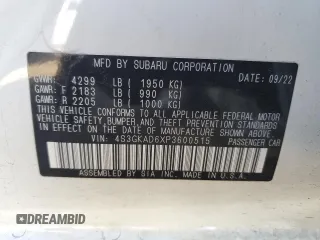 MFD BY SUBARU CORPORATION 09/22
GVWR: 4299 LB ( 1950 KG)
GAWR: F 2183 LB ( 990 KG)
GAWR: R 2205 LB ( 1000 KG)
THIS VEHICLE CONFORMS TO ALL APPLICABLE FEDERAL MOTOR
VEHICLE SAFETY, BUMPER, AND THEFT PREVENTION STANDARDS
IN EFFECT ON THE DATE OF MANUFACTURE SHOWN ABOVE.
VIN: 4S3GKAD6XP3600515 PASSENGER CAR
ASSEMBLED BY SIA INC. MADE IN U.S.A.
© DEALERSHIP.CC